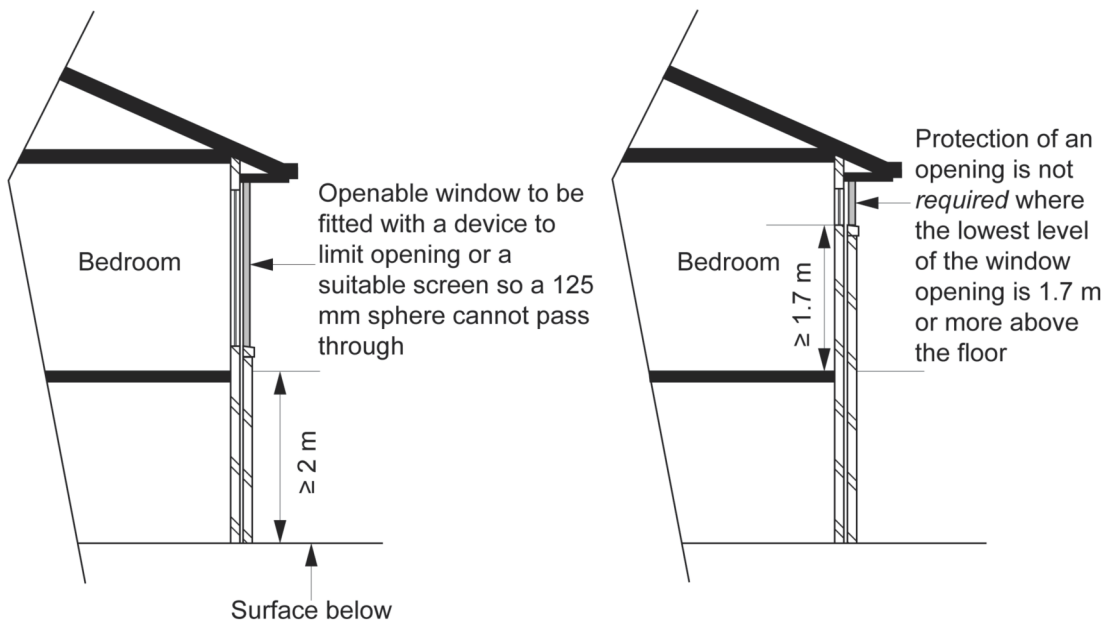 Bedroom
Openable window to be
fitted with a device to
limit opening or a
suitable screen so a 125
mm sphere cannot pass
through
≥ 2 m
Surface below
Bedroom
≥ 1.7 m
Protection of an
opening is not
required where
the lowest level
of the window
opening is 1.7 m
or more above
the floor